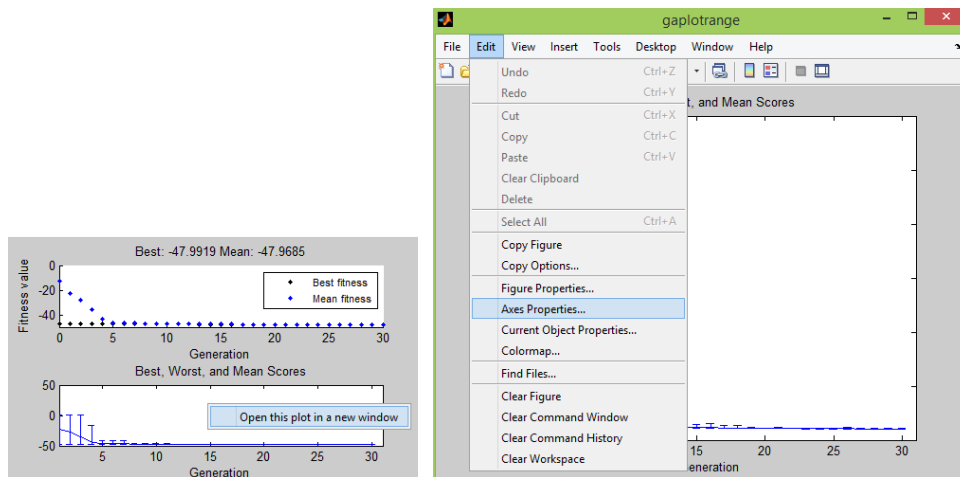 Best: -47.9919 Mean: -47.9685
Fitness value
0
-20
-40
Best fitness
Mean fitness
0 5 10 15 20 25 30
Generation
Best, Worst, and Mean Scores
50
0
-50
Open this plot in a new window
5 10 15 20 25 30
Generation
gaplotrange
File Edit View Insert Tools Desktop Window Help
Undo Ctrl+Z
Redo Ctrl+Y
Cut Ctrl+X
Copy Ctrl+C
Paste Ctrl+V
Clear Clipboard
Delete
Select All Ctrl+A
Copy Figure
Copy Options...
Figure Properties...
Axes Properties...
Current Object Properties...
Colormap...
Find Files...
Clear Figure
Clear Command Window
Clear Command History
Clear Workspace
t, and Mean Scores
15 20 25 30
eneration